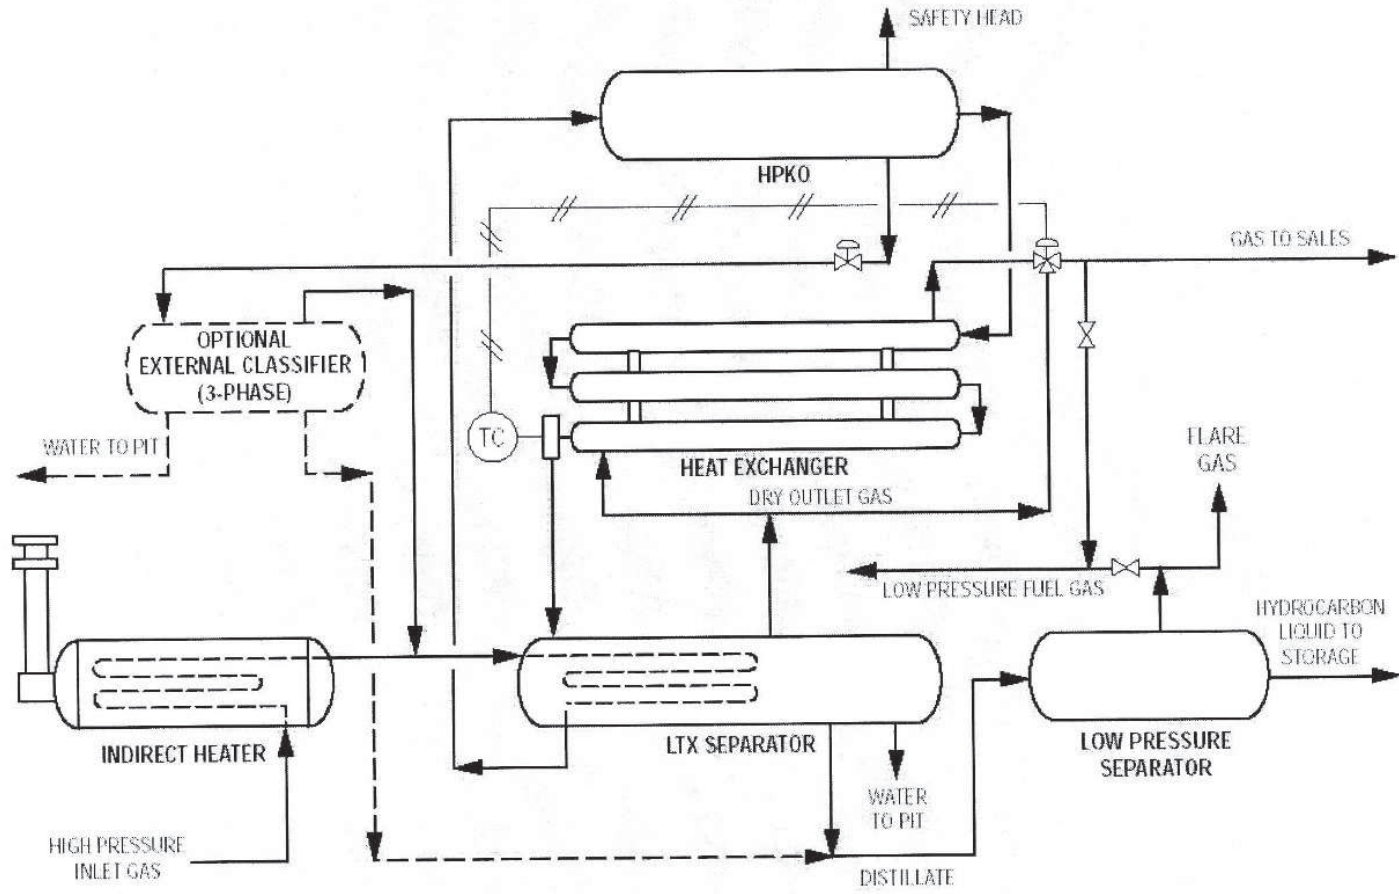 SAFETY HEAD
HPKO
GAS TO SALES
OPTIONAL
EXTERNAL CLASSIFIER
(3-PHASE)
WATER TO PIT
TC
HEAT EXCHANGER
DRY OUTLET GAS
FLARE
GAS
LOW PRESSURE FUEL GAS
HYDROCARBON
LIQUID TO
STORAGE
INDIRECT HEATER
LTX SEPARATOR
LOW PRESSURE
SEPARATOR
WATER
TO PIT
HIGH PRESSURE
INLET GAS
DISTILLATE